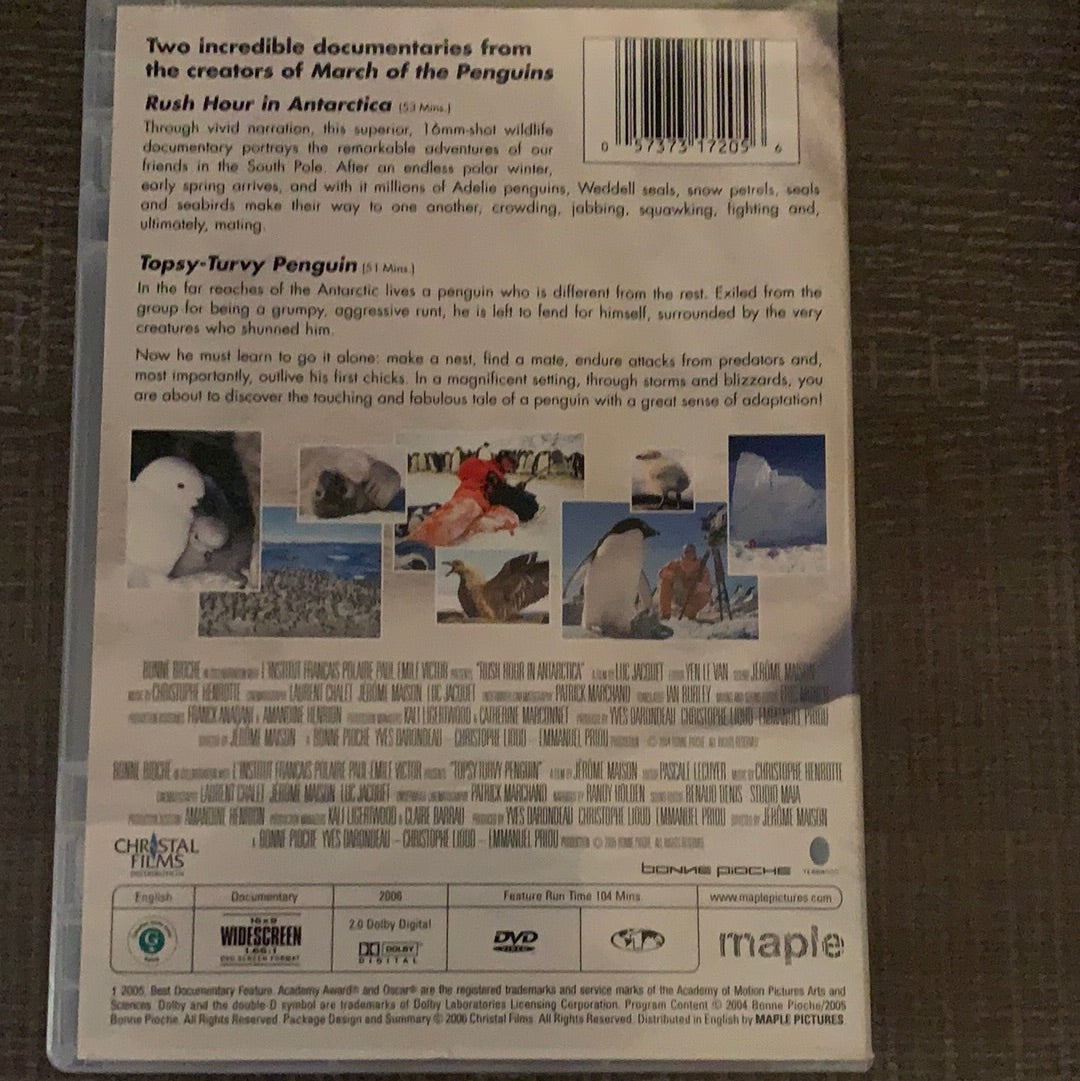 Two incredible documentaries from
the creators of March of the Penguins
Rush Hour in Antarctica (53 Mins.)
Through vivid narration, this superior, 16mm-shot wildlife
documentary portrays the remarkable adventures of our
friends in the South Pole. After an endless polar winter,
early spring arrives, and with it millions of Adelie penguins, Weddell seals, snow petrels, seals
and seabirds make their way to one another, crowding, jabbing, squawking, fighting and,
ultimately, mating.
0 57373 17205 6
Topsy-Turvy Penguin (51 Mins.)
In the far reaches of the Antarctic lives a penguin who is different from the rest. Exiled from the
group for being a grumpy, aggressive runt, he is left to fend for himself, surrounded by the very
creatures who shunned him.
Now he must learn to go it alone: make a nest, find a mate, endure attacks from predators and,
most importantly, outlive his first chicks. In a magnificent setting, through storms and blizzards, you
are about to discover the touching and fabulous tale of a penguin with a great sense of adaptation!
BONNE PIOCHE L'INSTITUT FRANÇAIS POLAIRE PAUL EMILE VICTOR "RUSH HOUR IN ANTARCTICA" LUC JACQUET YEN LE VAN JÉRÔME MAISON
CHRISTOPHE HENROTTE LAURENT CHALET JÉRÔME MAISON LUC JACQUET PATRICK MARCHAND IAN BURLEY
AMANDINE HENRION KALI LIGERTWOOD & CATHERINE MARCONNET YVES DARONDEAU CHRISTOPHE LIOUD EMMANUEL PRIOU
JÉRÔME MAISON & BONNE PIOCHE YVES DARONDEAU – CHRISTOPHE LIOUD – EMMANUEL PRIOU
BONNE PIOCHE L'INSTITUT FRANÇAIS POLAIRE PAUL-EMILE VICTOR "TOPSY TURVY PENGUIN" A FILM BY JÉRÔME MAISON PASCALE LECUYER CHRISTOPHE HENROTTE
LAURENT CHALET JÉRÔME MAISON LUC JACQUET PATRICK MARCHAND RANDY HOLDEN RENAUD DENIS STUDIO MAIA
AMANDINE HENRION KALI LIGERTWOOD & CLAIRE BARRAU YVES DARONDEAU CHRISTOPHE LIOUD EMMANUEL PRIOU JÉRÔME MAISON
& BONNE PIOCHE YVES DARONDEAU – CHRISTOPHE LIOUD – EMMANUEL PRIOU
CHRISTAL
FILMS
BONNE PIOCHE
English
Documentary
2006
Feature Run Time 104 Mins.
www.maplepictures.com
G
16x9
WIDESCREEN
1.66:1
DVD SCREEN FORMAT
2.0 Dolby Digital
DOLBY
DIGITAL
DVD
VIDEO
maple
‡ 2005, Best Documentary Feature. Academy Award® and Oscar® are the registered trademarks and service marks of the Academy of Motion Pictures Arts and
Sciences. Dolby and the double-D symbol are trademarks of Dolby Laboratories Licensing Corporation. Program Content © 2004 Bonne Pioche/2005
Bonne Pioche. All Rights Reserved. Package Design and Summary © 2006 Christal Films. All Rights Reserved. Distributed in English by MAPLE PICTURES